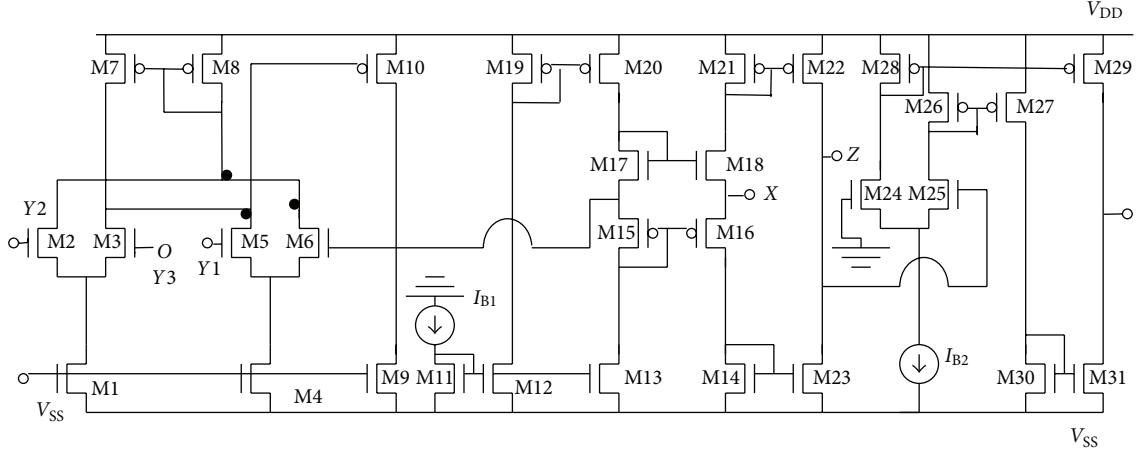 V_DD
M7 M8 M10 M19 M20 M21 M22 M28 M29
M26 M27
M17 M18 Z
M24 M25
X
Y2
M2 M3 O M5 M6 M15 M16
Y3 Y1
I_B1
I_B2
M1 M4 M9 M11 M12 M13 M14 M23 M30 M31
V_SS
V_SS